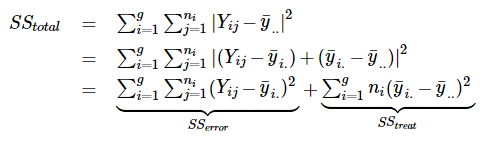 SS_total = ∑_{i=1}^{g} ∑_{j=1}^{n_i} |Y_{ij} − ȳ_{..}|²
= ∑_{i=1}^{g} ∑_{j=1}^{n_i} |(Y_{ij} − ȳ_{i.}) + (ȳ_{i.} − ȳ_{..})|²
= ∑_{i=1}^{g} ∑_{j=1}^{n_i} (Y_{ij} − ȳ_{i.})² + ∑_{i=1}^{g} n_i(ȳ_{i.} − ȳ_{..})²
SS_error SS_treat